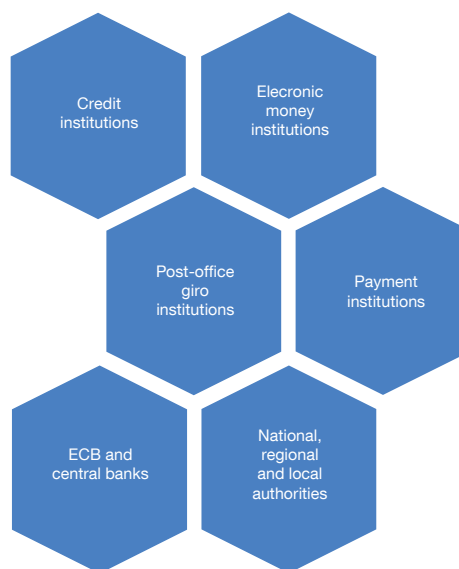 Credit
institutions
Elecronic
money
institutions
Post-office
giro
institutions
Payment
institutions
ECB and
central banks
National,
regional
and local
authorities